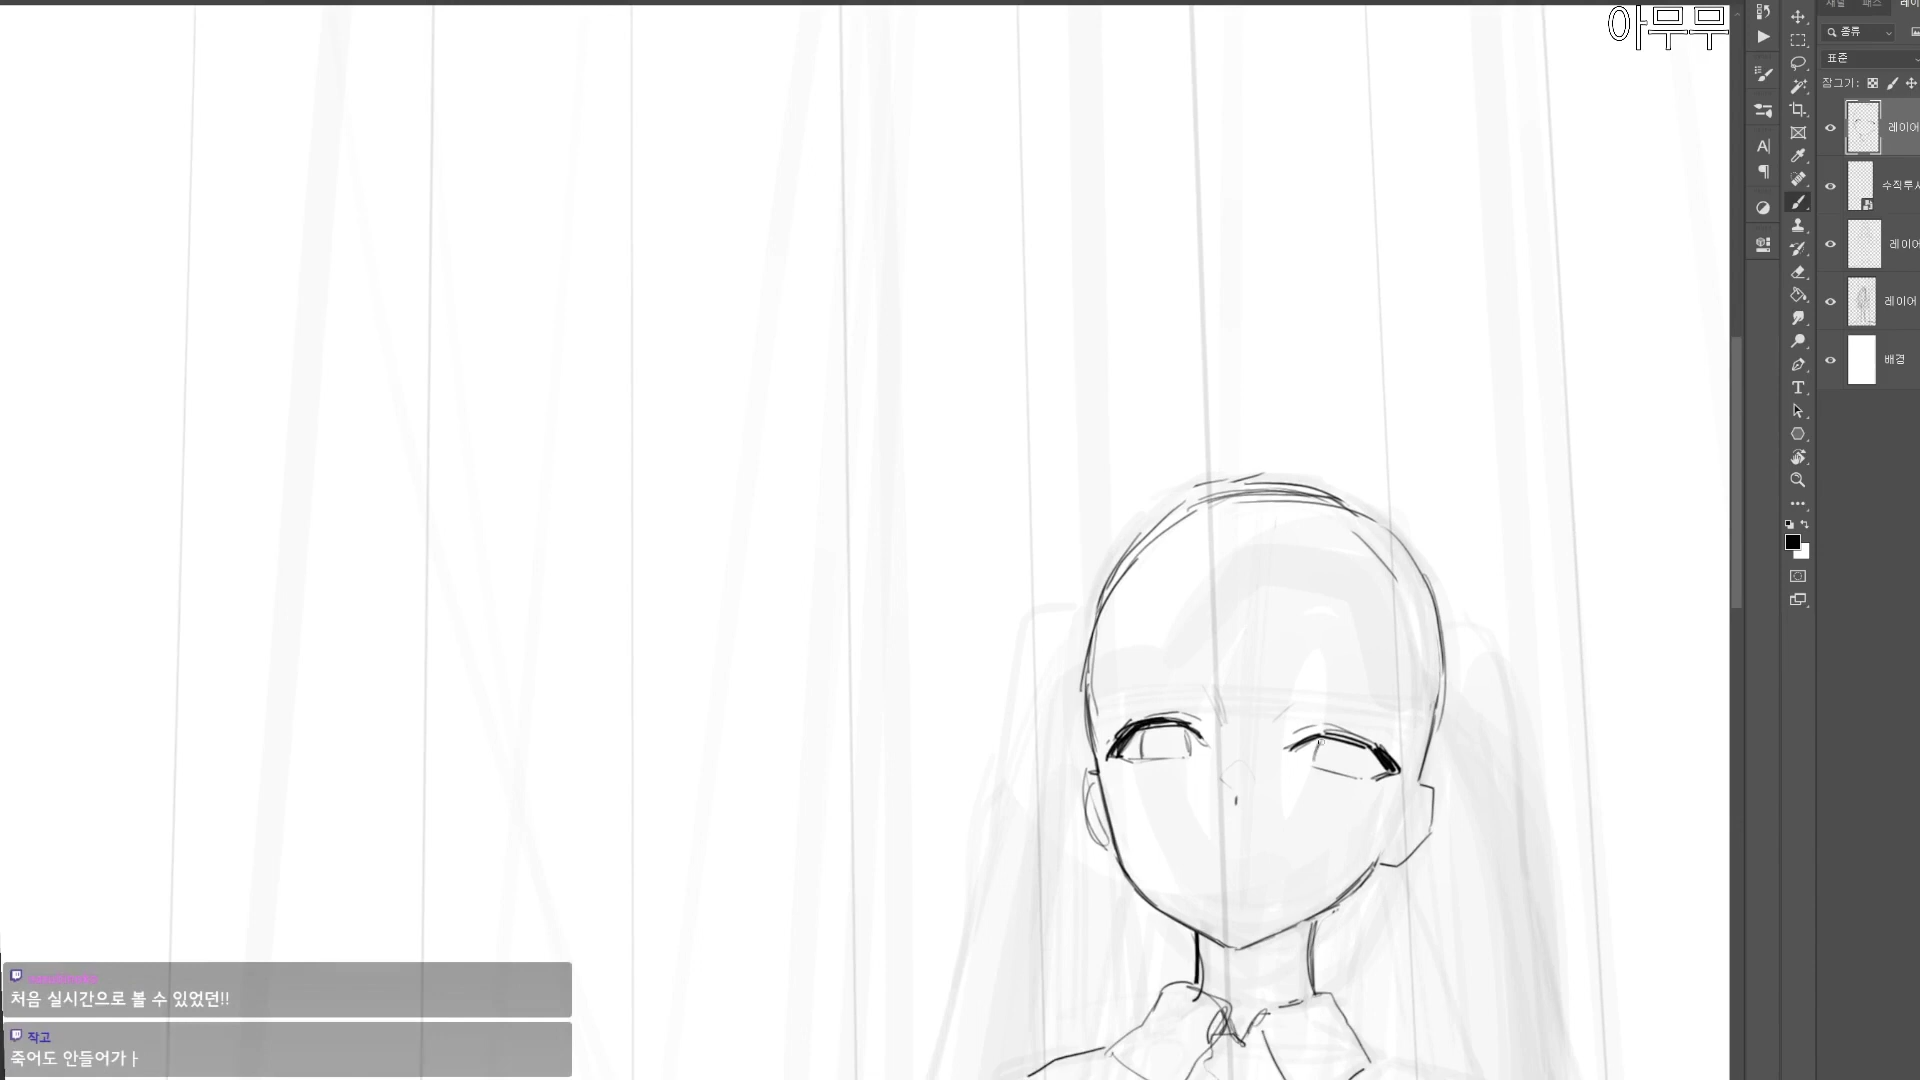 아무무
채널 패스 레이
종류
표준
잠그기:
레이어
수직투시
레이어
레이어
배경
처음 실시간으로 볼 수 있었던!!
작고
죽어도 안들어가ㅏ